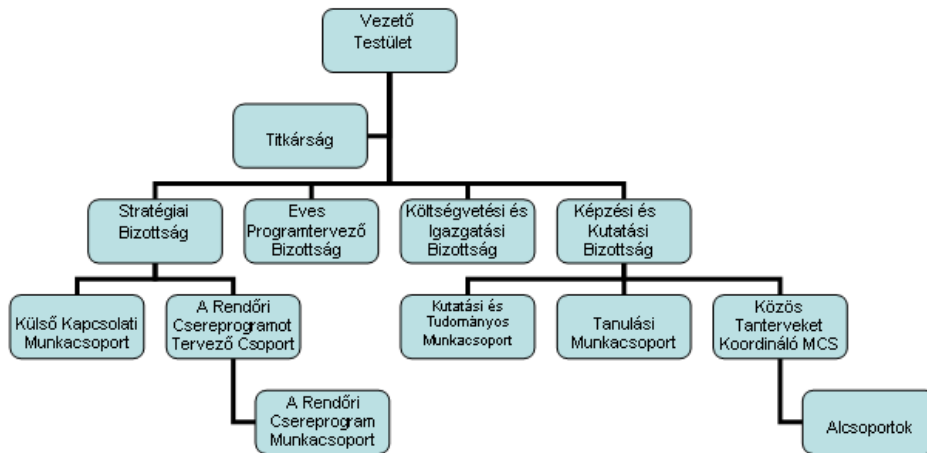 Vezető
Testület
Titkárság
Stratégiai
Bizottság
Eves
Programtervező
Bizottság
Költségvetési és
Igazgatási
Bizottság
Képzési és
Kutatási
Bizottság
Külső Kapcsolati
Munkacsoport
A Rendőri
Csereprogramot
Tervező Csoport
Kutatási és
Tudományos
Munkacsoport
Tanulási
Munkacsoport
Közös
Tanterveket
Koordináló MCS
A Rendőri
Csereprogram
Munkacsoport
Alcsoportok